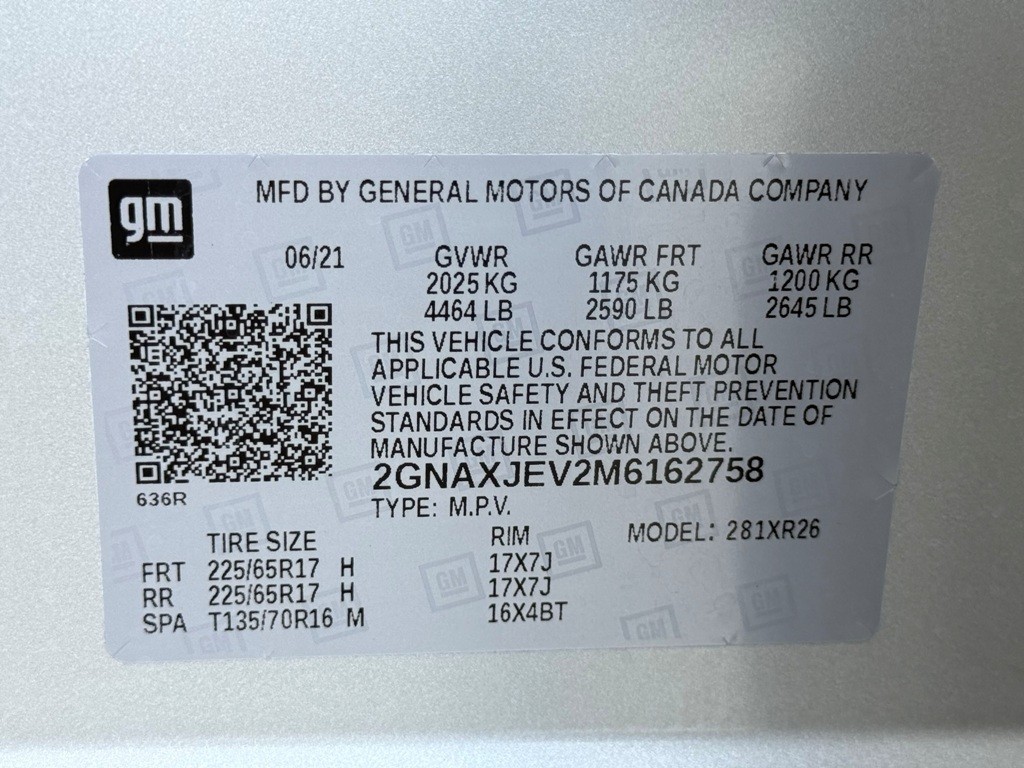 gm
MFD BY GENERAL MOTORS OF CANADA COMPANY
06/21 GVWR GAWR FRT GAWR RR
2025 KG 1175 KG 1200 KG
4464 LB 2590 LB 2645 LB
THIS VEHICLE CONFORMS TO ALL
APPLICABLE U.S. FEDERAL MOTOR
VEHICLE SAFETY AND THEFT PREVENTION
STANDARDS IN EFFECT ON THE DATE OF
MANUFACTURE SHOWN ABOVE.
2GNAXJEV2M6162758
636R
TYPE: M.P.V.
TIRE SIZE RIM MODEL: 281XR26
FRT 225/65R17 H 17X7J
RR 225/65R17 H 17X7J
SPA T135/70R16 M 16X4BT